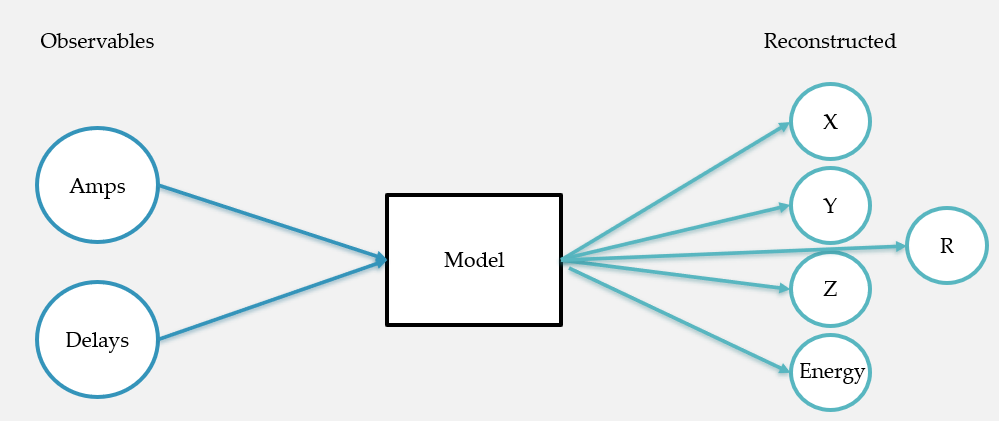 Observables
Reconstructed
Amps
Delays
Model
X
Y
R
Z
Energy